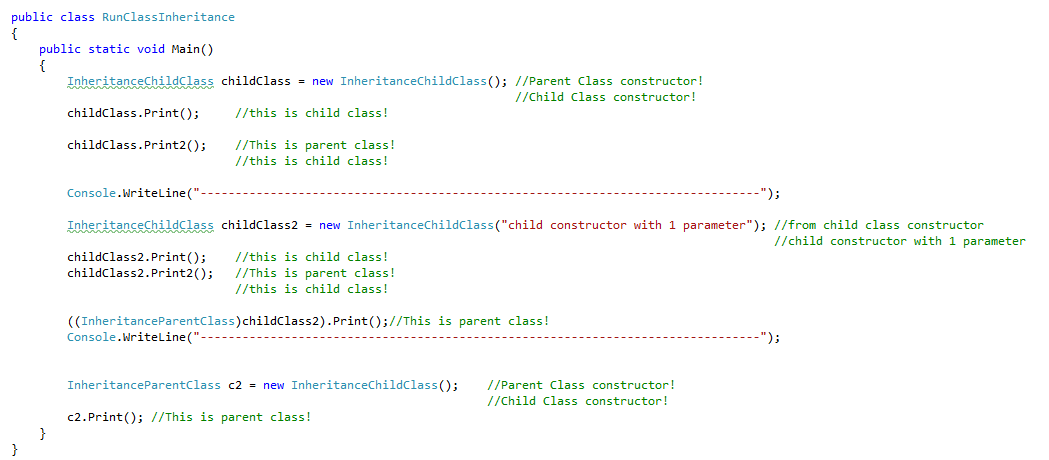 public class RunClassInheritance
{
    public static void Main()
    {
        InheritanceChildClass childClass = new InheritanceChildClass(); //Parent Class constructor!
                                                                        //Child Class constructor!
        childClass.Print();     //this is child class!

        childClass.Print2();    //This is parent class!
                                //this is child class!

        Console.WriteLine("--------------------------------------------------------------------------------");

        InheritanceChildClass childClass2 = new InheritanceChildClass("child constructor with 1 parameter"); //from child class constructor
                                                                                                             //child constructor with 1 parameter
        childClass2.Print();    //this is child class!
        childClass2.Print2();   //This is parent class!
                                //this is child class!

        ((InheritanceParentClass)childClass2).Print();//This is parent class!
        Console.WriteLine("--------------------------------------------------------------------------------");


        InheritanceParentClass c2 = new InheritanceChildClass();    //Parent Class constructor!
                                                                    //Child Class constructor!
        c2.Print(); //This is parent class!
    }
}